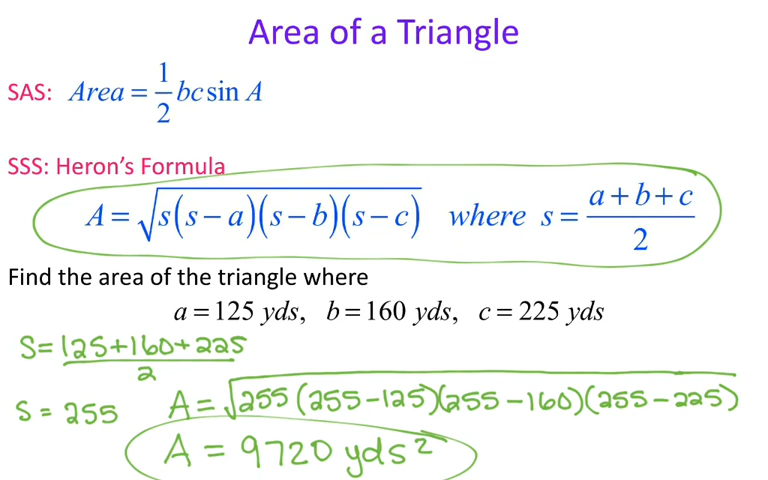 Area of a Triangle
SAS: Area = 1/2 bc sin A
SSS: Heron's Formula
A = √s(s − a)(s − b)(s − c) where s = a + b + c / 2
Find the area of the triangle where
a = 125 yds, b = 160 yds, c = 225 yds
S = 125 + 160 + 225 / 2
S = 255 A = √255 (255 − 125)(255 − 160)(255 − 225)
A = 9720 yds²